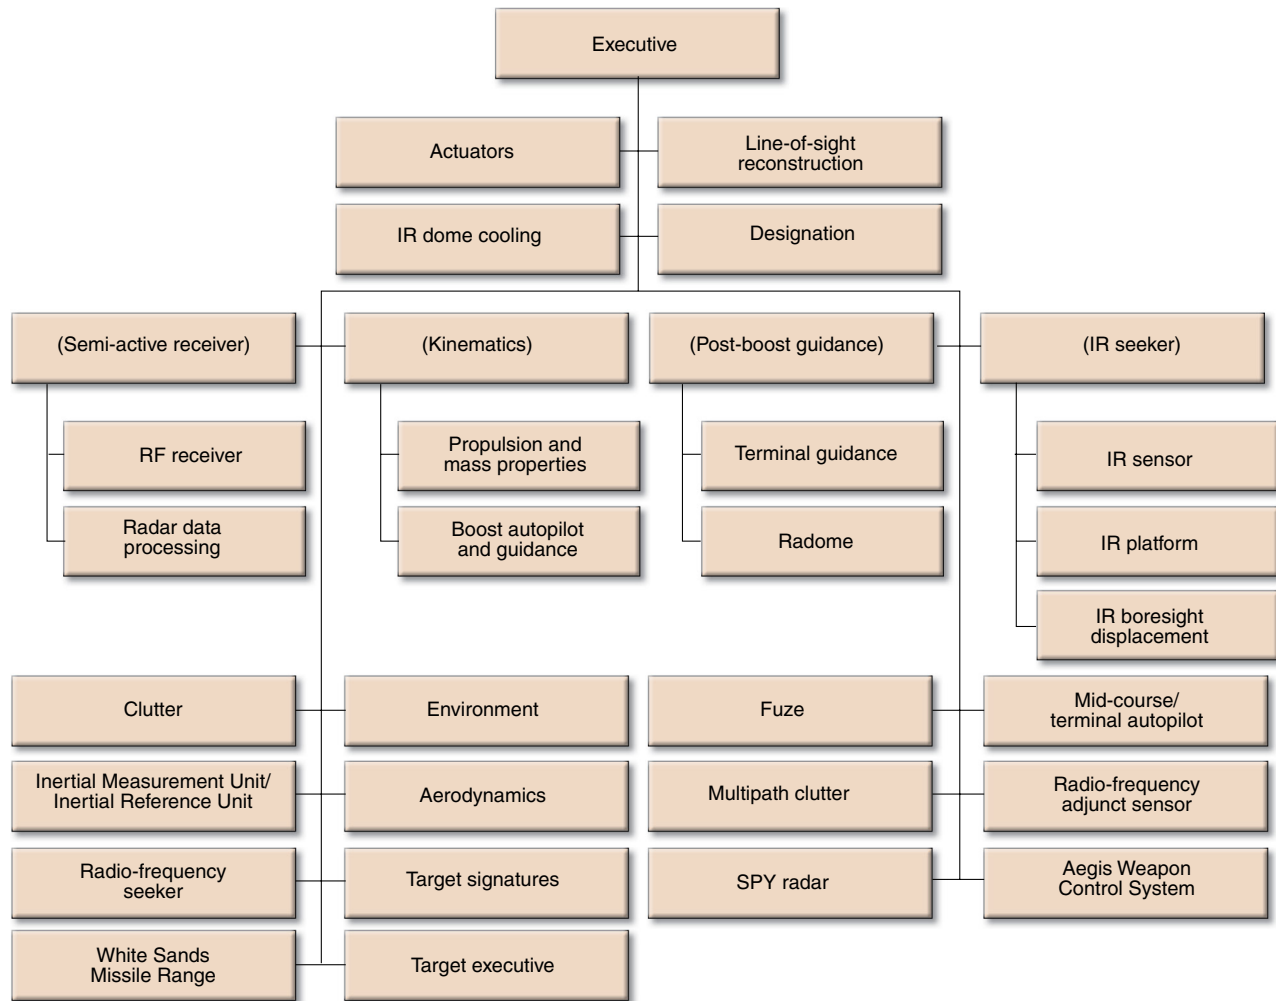 Executive
Actuators
Line-of-sight
reconstruction
IR dome cooling
Designation
(Semi-active receiver)
(Kinematics)
(Post-boost guidance)
(IR seeker)
RF receiver
Propulsion and
mass properties
Terminal guidance
IR sensor
Radar data
processing
Boost autopilot
and guidance
Radome
IR platform
IR boresight
displacement
Clutter
Environment
Fuze
Mid-course/
terminal autopilot
Inertial Measurement Unit/
Inertial Reference Unit
Aerodynamics
Multipath clutter
Radio-frequency
adjunct sensor
Radio-frequency
seeker
Target signatures
SPY radar
Aegis Weapon
Control System
White Sands
Missile Range
Target executive